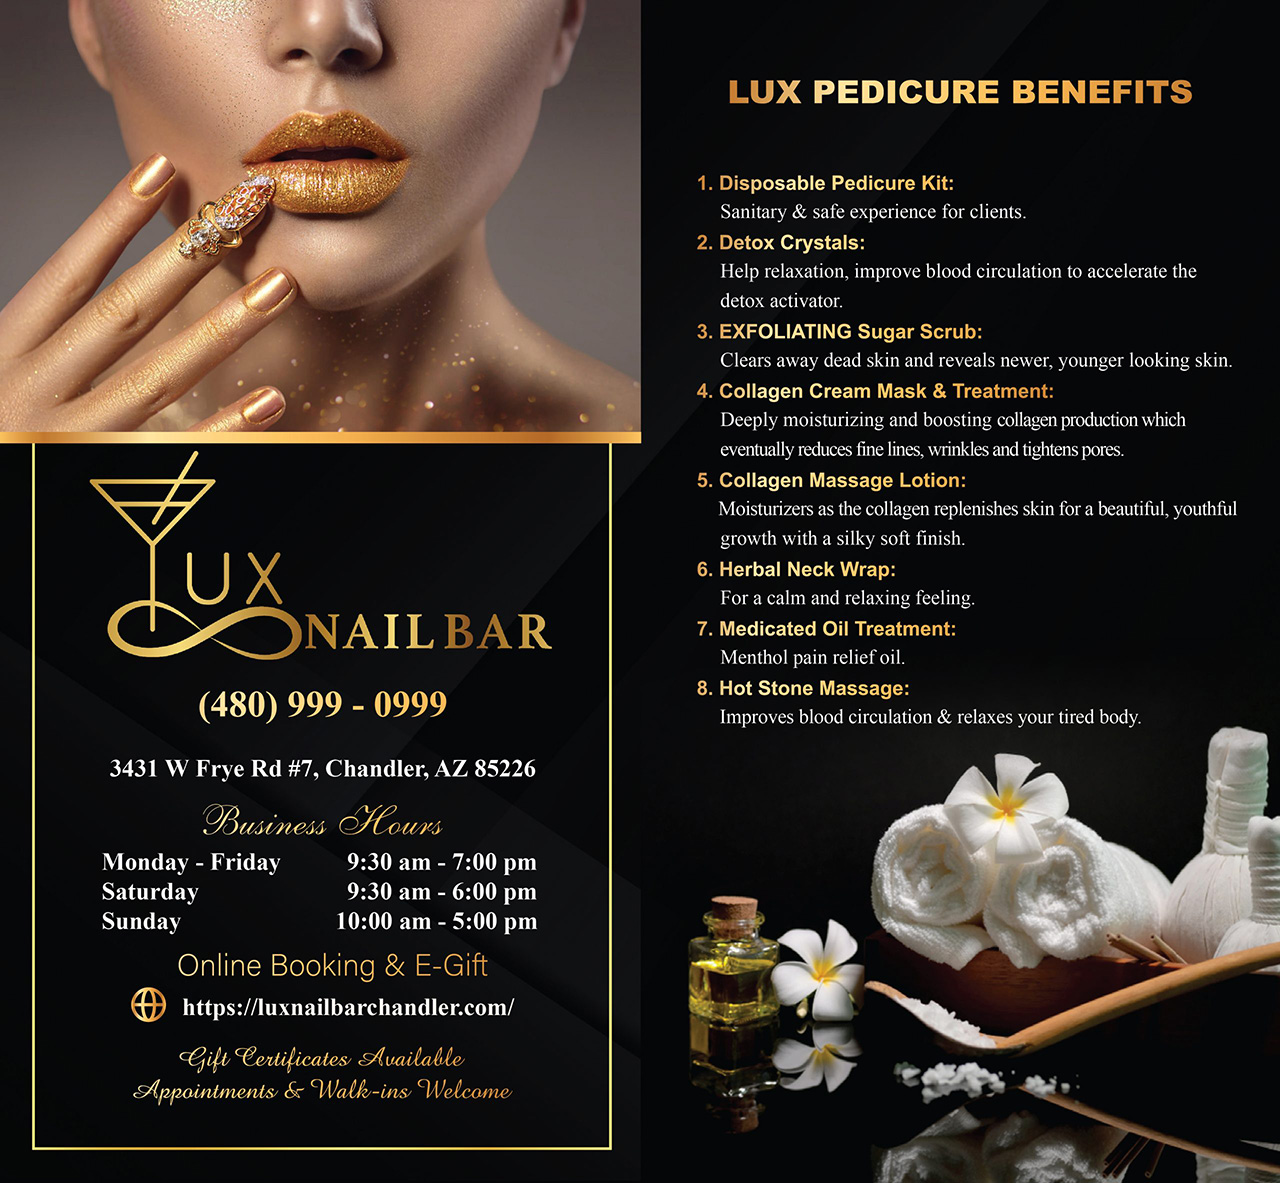 LUX
NAIL BAR
(480) 999 - 0999
3431 W Frye Rd #7, Chandler, AZ 85226
Business Hours
Monday - Friday 9:30 am - 7:00 pm
Saturday 9:30 am - 6:00 pm
Sunday 10:00 am - 5:00 pm
Online Booking & E-Gift
https://luxnailbarchandler.com/
Gift Certificates Available
Appointments & Walk-ins Welcome
LUX PEDICURE BENEFITS
1. Disposable Pedicure Kit:
Sanitary & safe experience for clients.
2. Detox Crystals:
Help relaxation, improve blood circulation to accelerate the
detox activator.
3. EXFOLIATING Sugar Scrub:
Clears away dead skin and reveals newer, younger looking skin.
4. Collagen Cream Mask & Treatment:
Deeply moisturizing and boosting collagen production which
eventually reduces fine lines, wrinkles and tightens pores.
5. Collagen Massage Lotion:
Moisturizers as the collagen replenishes skin for a beautiful, youthful
growth with a silky soft finish.
6. Herbal Neck Wrap:
For a calm and relaxing feeling.
7. Medicated Oil Treatment:
Menthol pain relief oil.
8. Hot Stone Massage:
Improves blood circulation & relaxes your tired body.